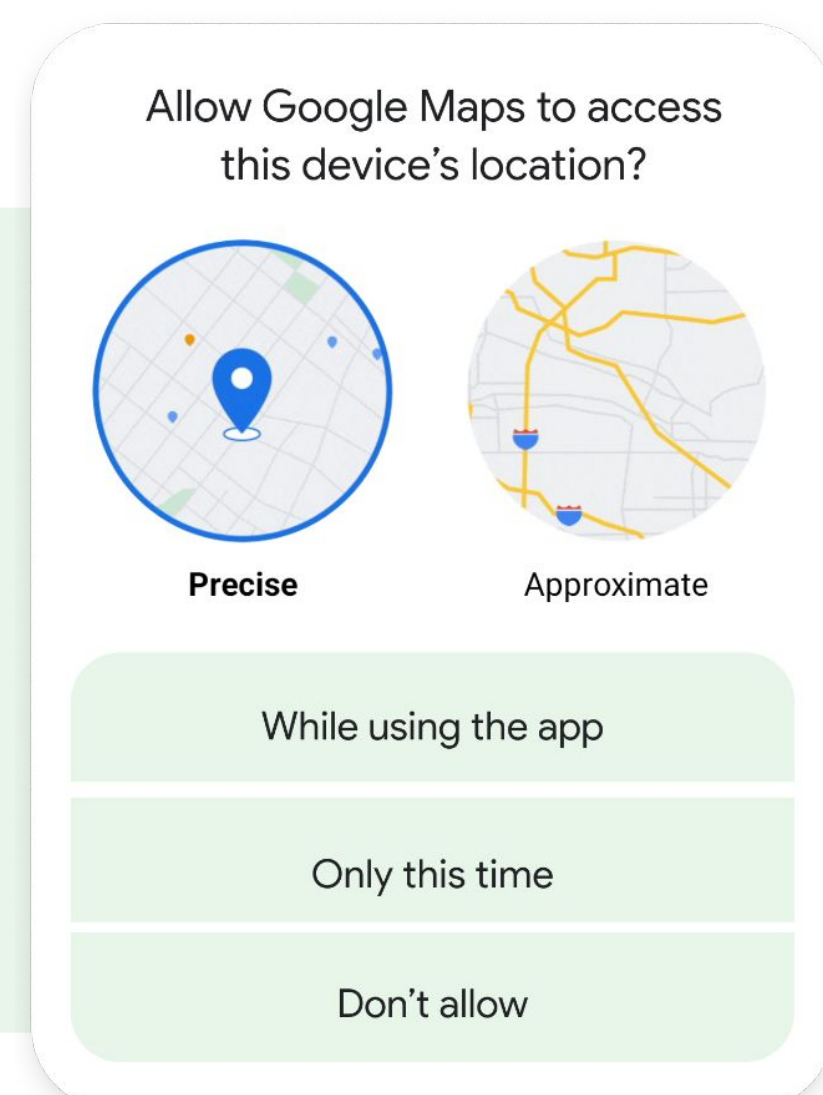 Allow Google Maps to access
this device’s location?
Precise
Approximate
While using the app
Only this time
Don’t allow